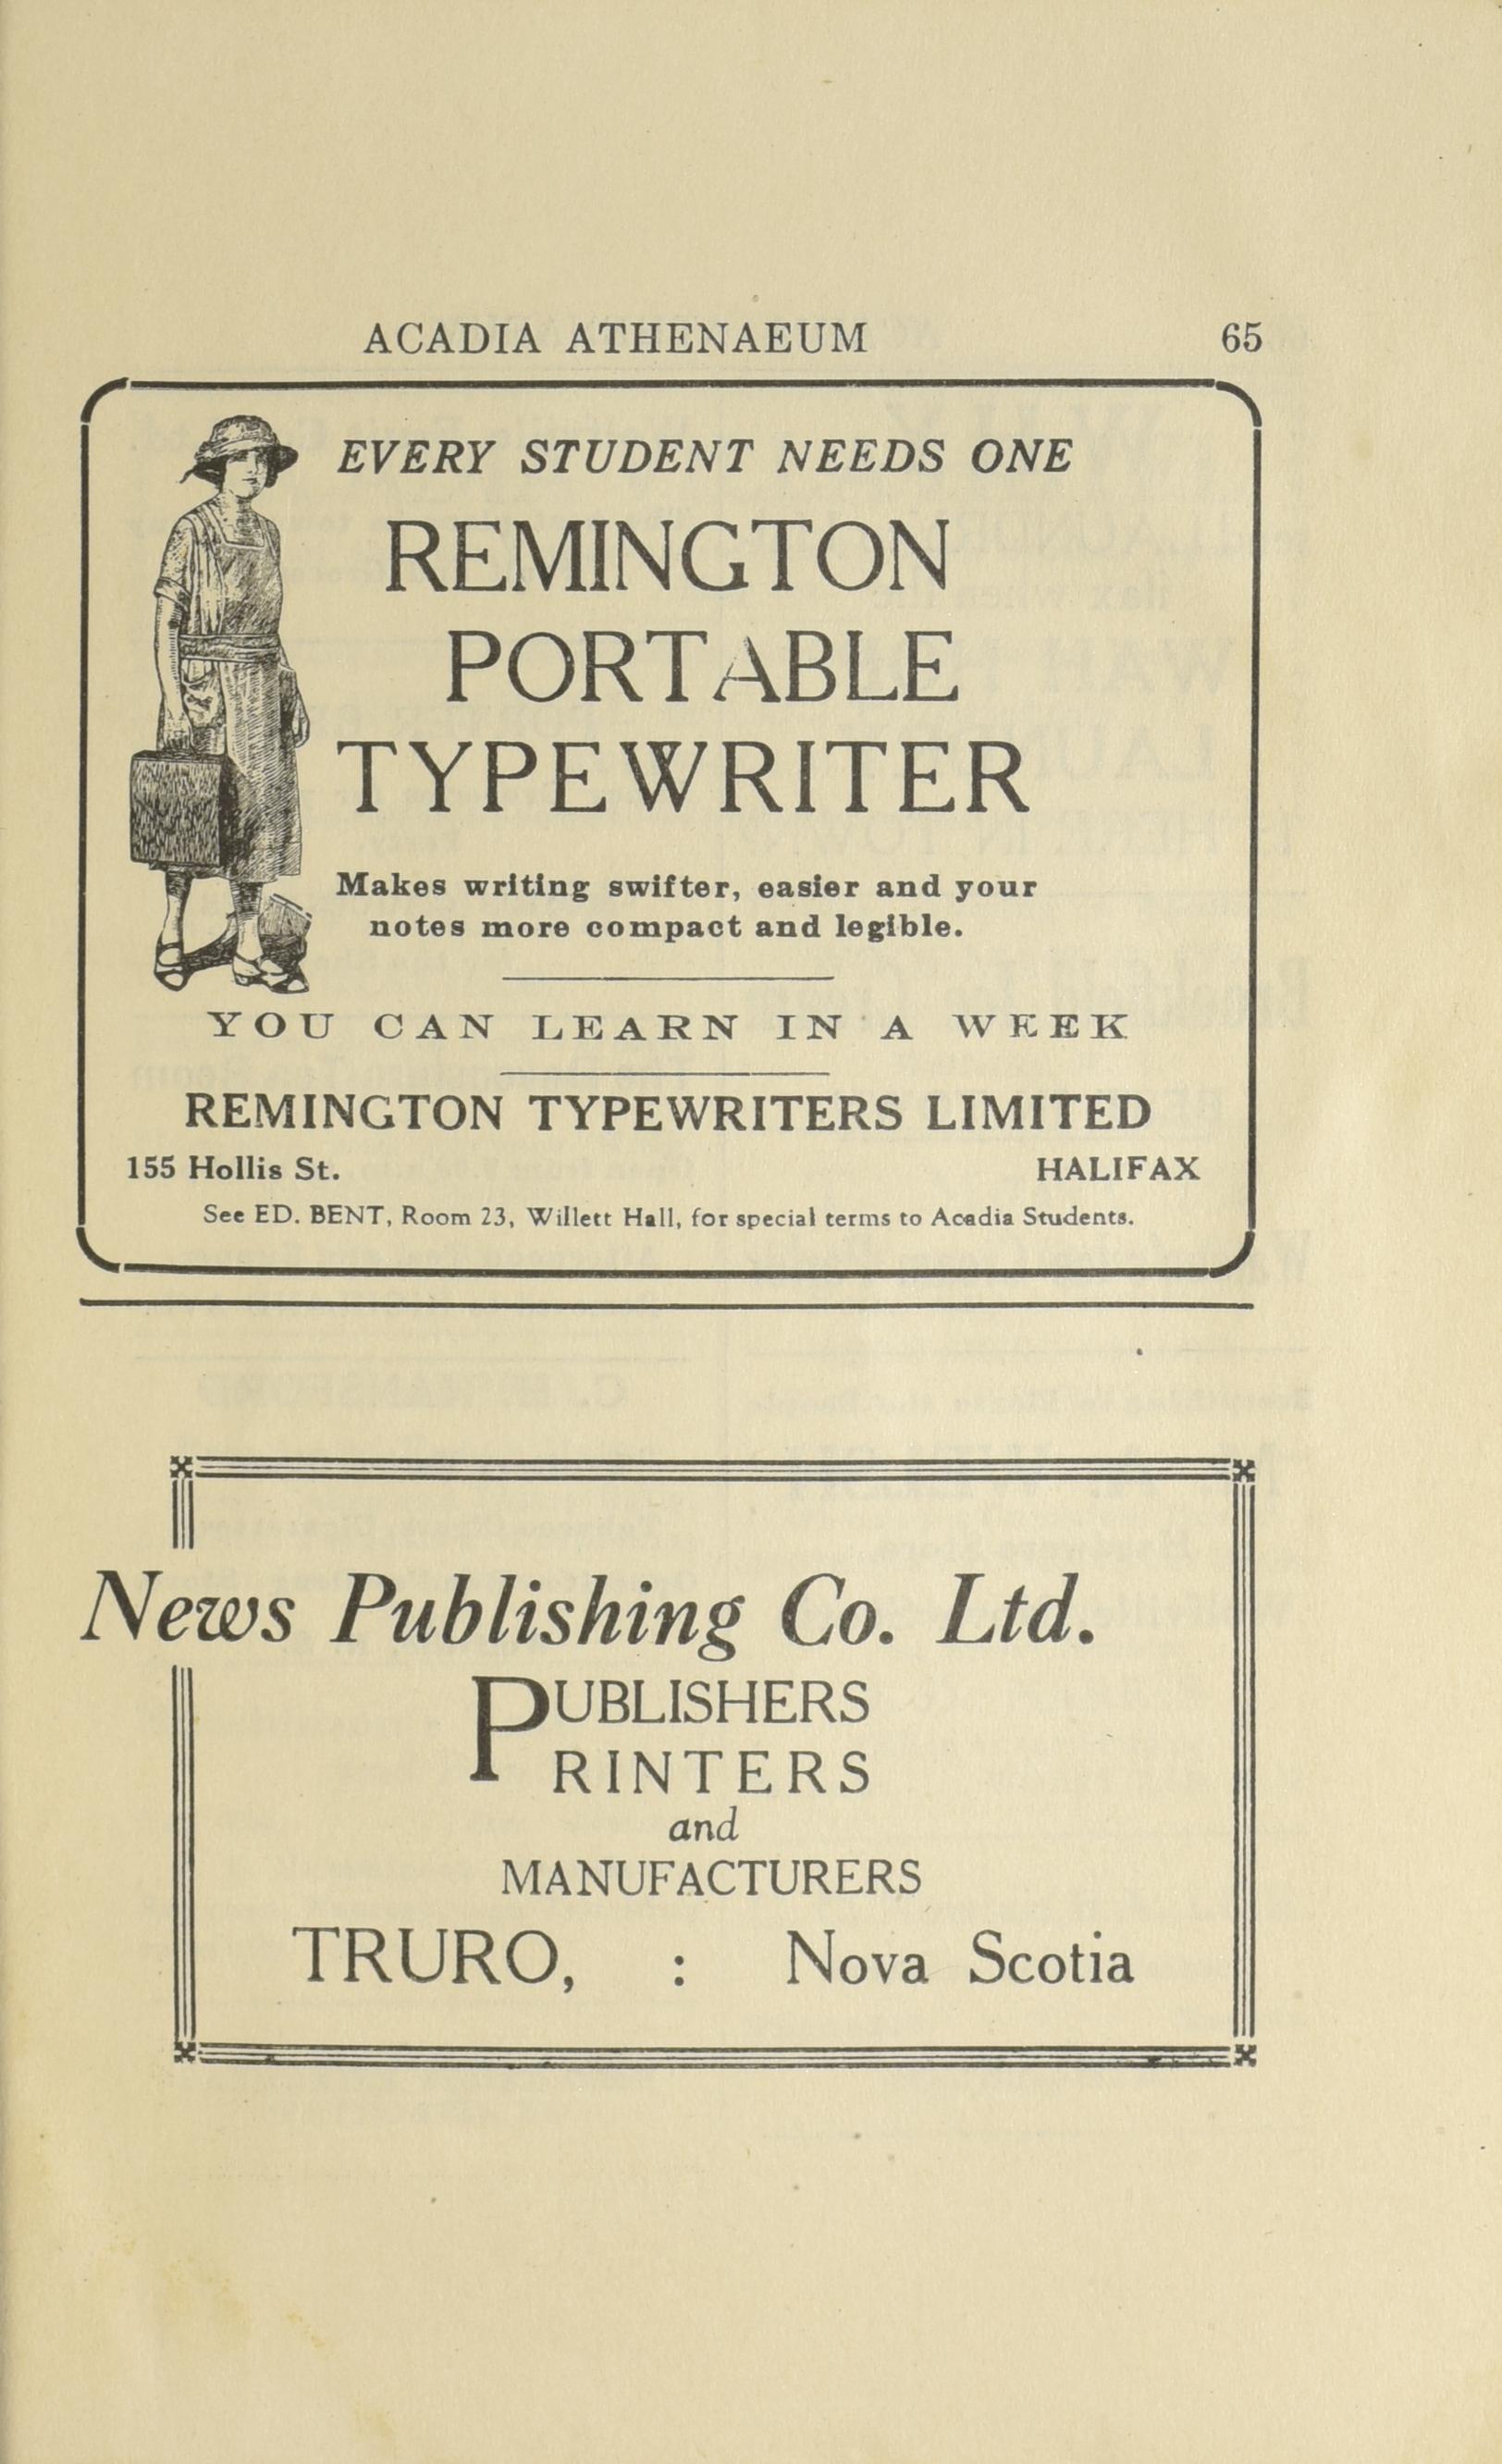 ACADIA ATHENAEUM 65
EVERY STUDENT NEEDS ONE
REMINGTON
PORTABLE
TYPEWRITER
Makes writing swifter, easier and your
notes more compact and legible.
YOU CAN LEARN IN A WEEK
REMINGTON TYPEWRITERS LIMITED
155 Hollis St. HALIFAX
See ED. BENT, Room 23, Willett Hall, for special terms to Acadia Students.
News Publishing Co. Ltd.
PUBLISHERS
PRINTERS
and
MANUFACTURERS
TRURO, : Nova Scotia